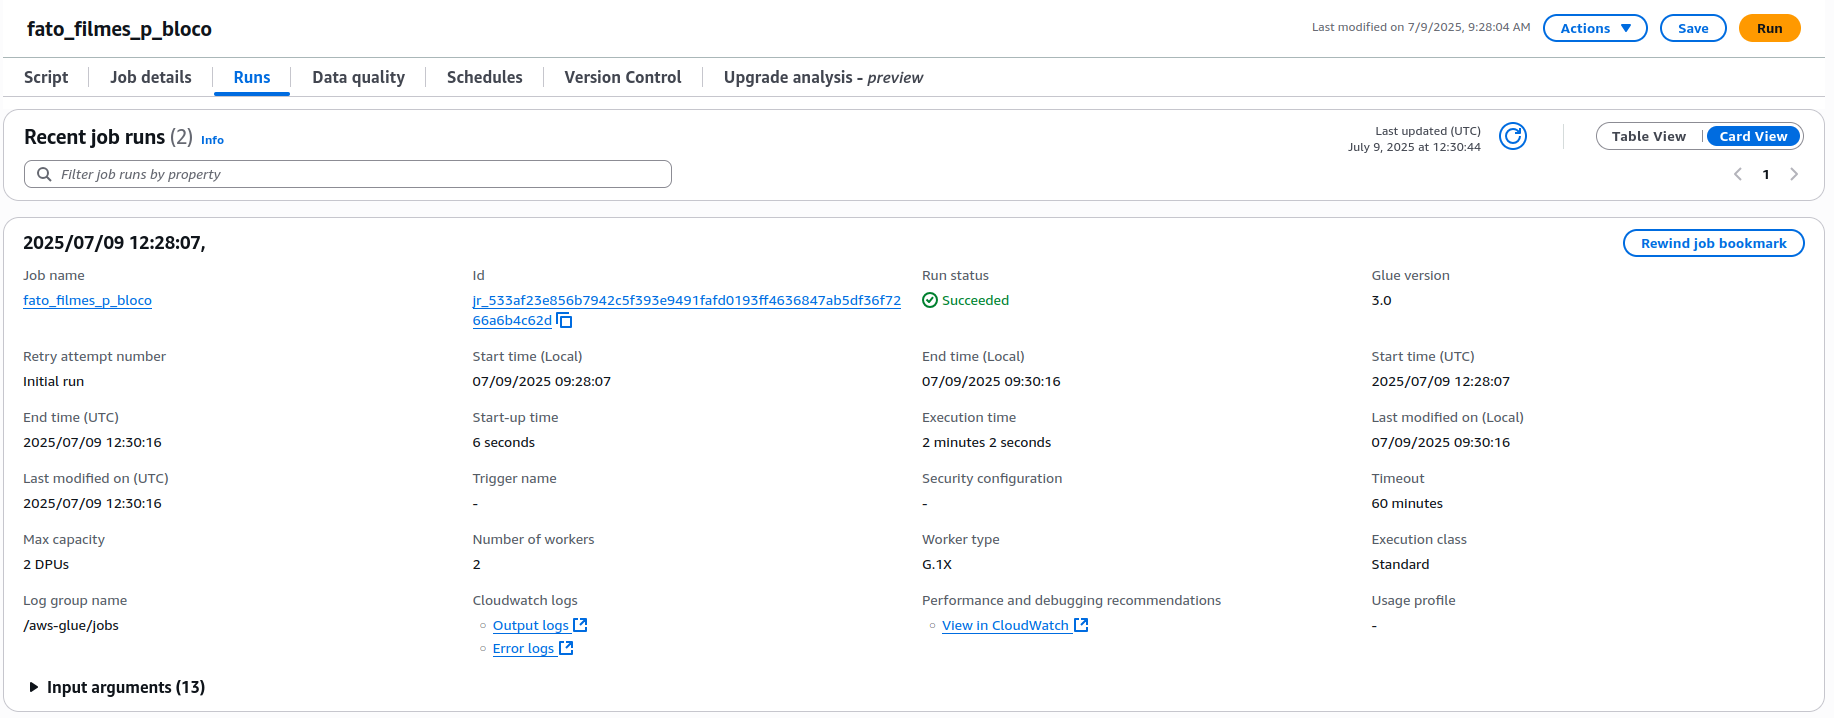 fato_filmes_p_bloco
Last modified on 7/9/2025, 9:28:04 AM
Actions
Save
Run
Script
Job details
Runs
Data quality
Schedules
Version Control
Upgrade analysis - preview
Recent job runs (2) Info
Last updated (UTC)
July 9, 2025 at 12:30:44
Table View
Card View
Filter job runs by property
1
2025/07/09 12:28:07,
Rewind job bookmark
Job name
fato_filmes_p_bloco
Id
jr_533af23e856b7942c5f393e9491fafd0193ff4636847ab5df36f72
66a6b4c62d
Run status
Succeeded
Glue version
3.0
Retry attempt number
Initial run
Start time (Local)
07/09/2025 09:28:07
End time (Local)
07/09/2025 09:30:16
Start time (UTC)
2025/07/09 12:28:07
End time (UTC)
2025/07/09 12:30:16
Start-up time
6 seconds
Execution time
2 minutes 2 seconds
Last modified on (Local)
07/09/2025 09:30:16
Last modified on (UTC)
2025/07/09 12:30:16
Trigger name
-
Security configuration
-
Timeout
60 minutes
Max capacity
2 DPUs
Number of workers
2
Worker type
G.1X
Execution class
Standard
Log group name
/aws-glue/jobs
Cloudwatch logs
Output logs
Error logs
Performance and debugging recommendations
View in CloudWatch
Usage profile
-
Input arguments (13)